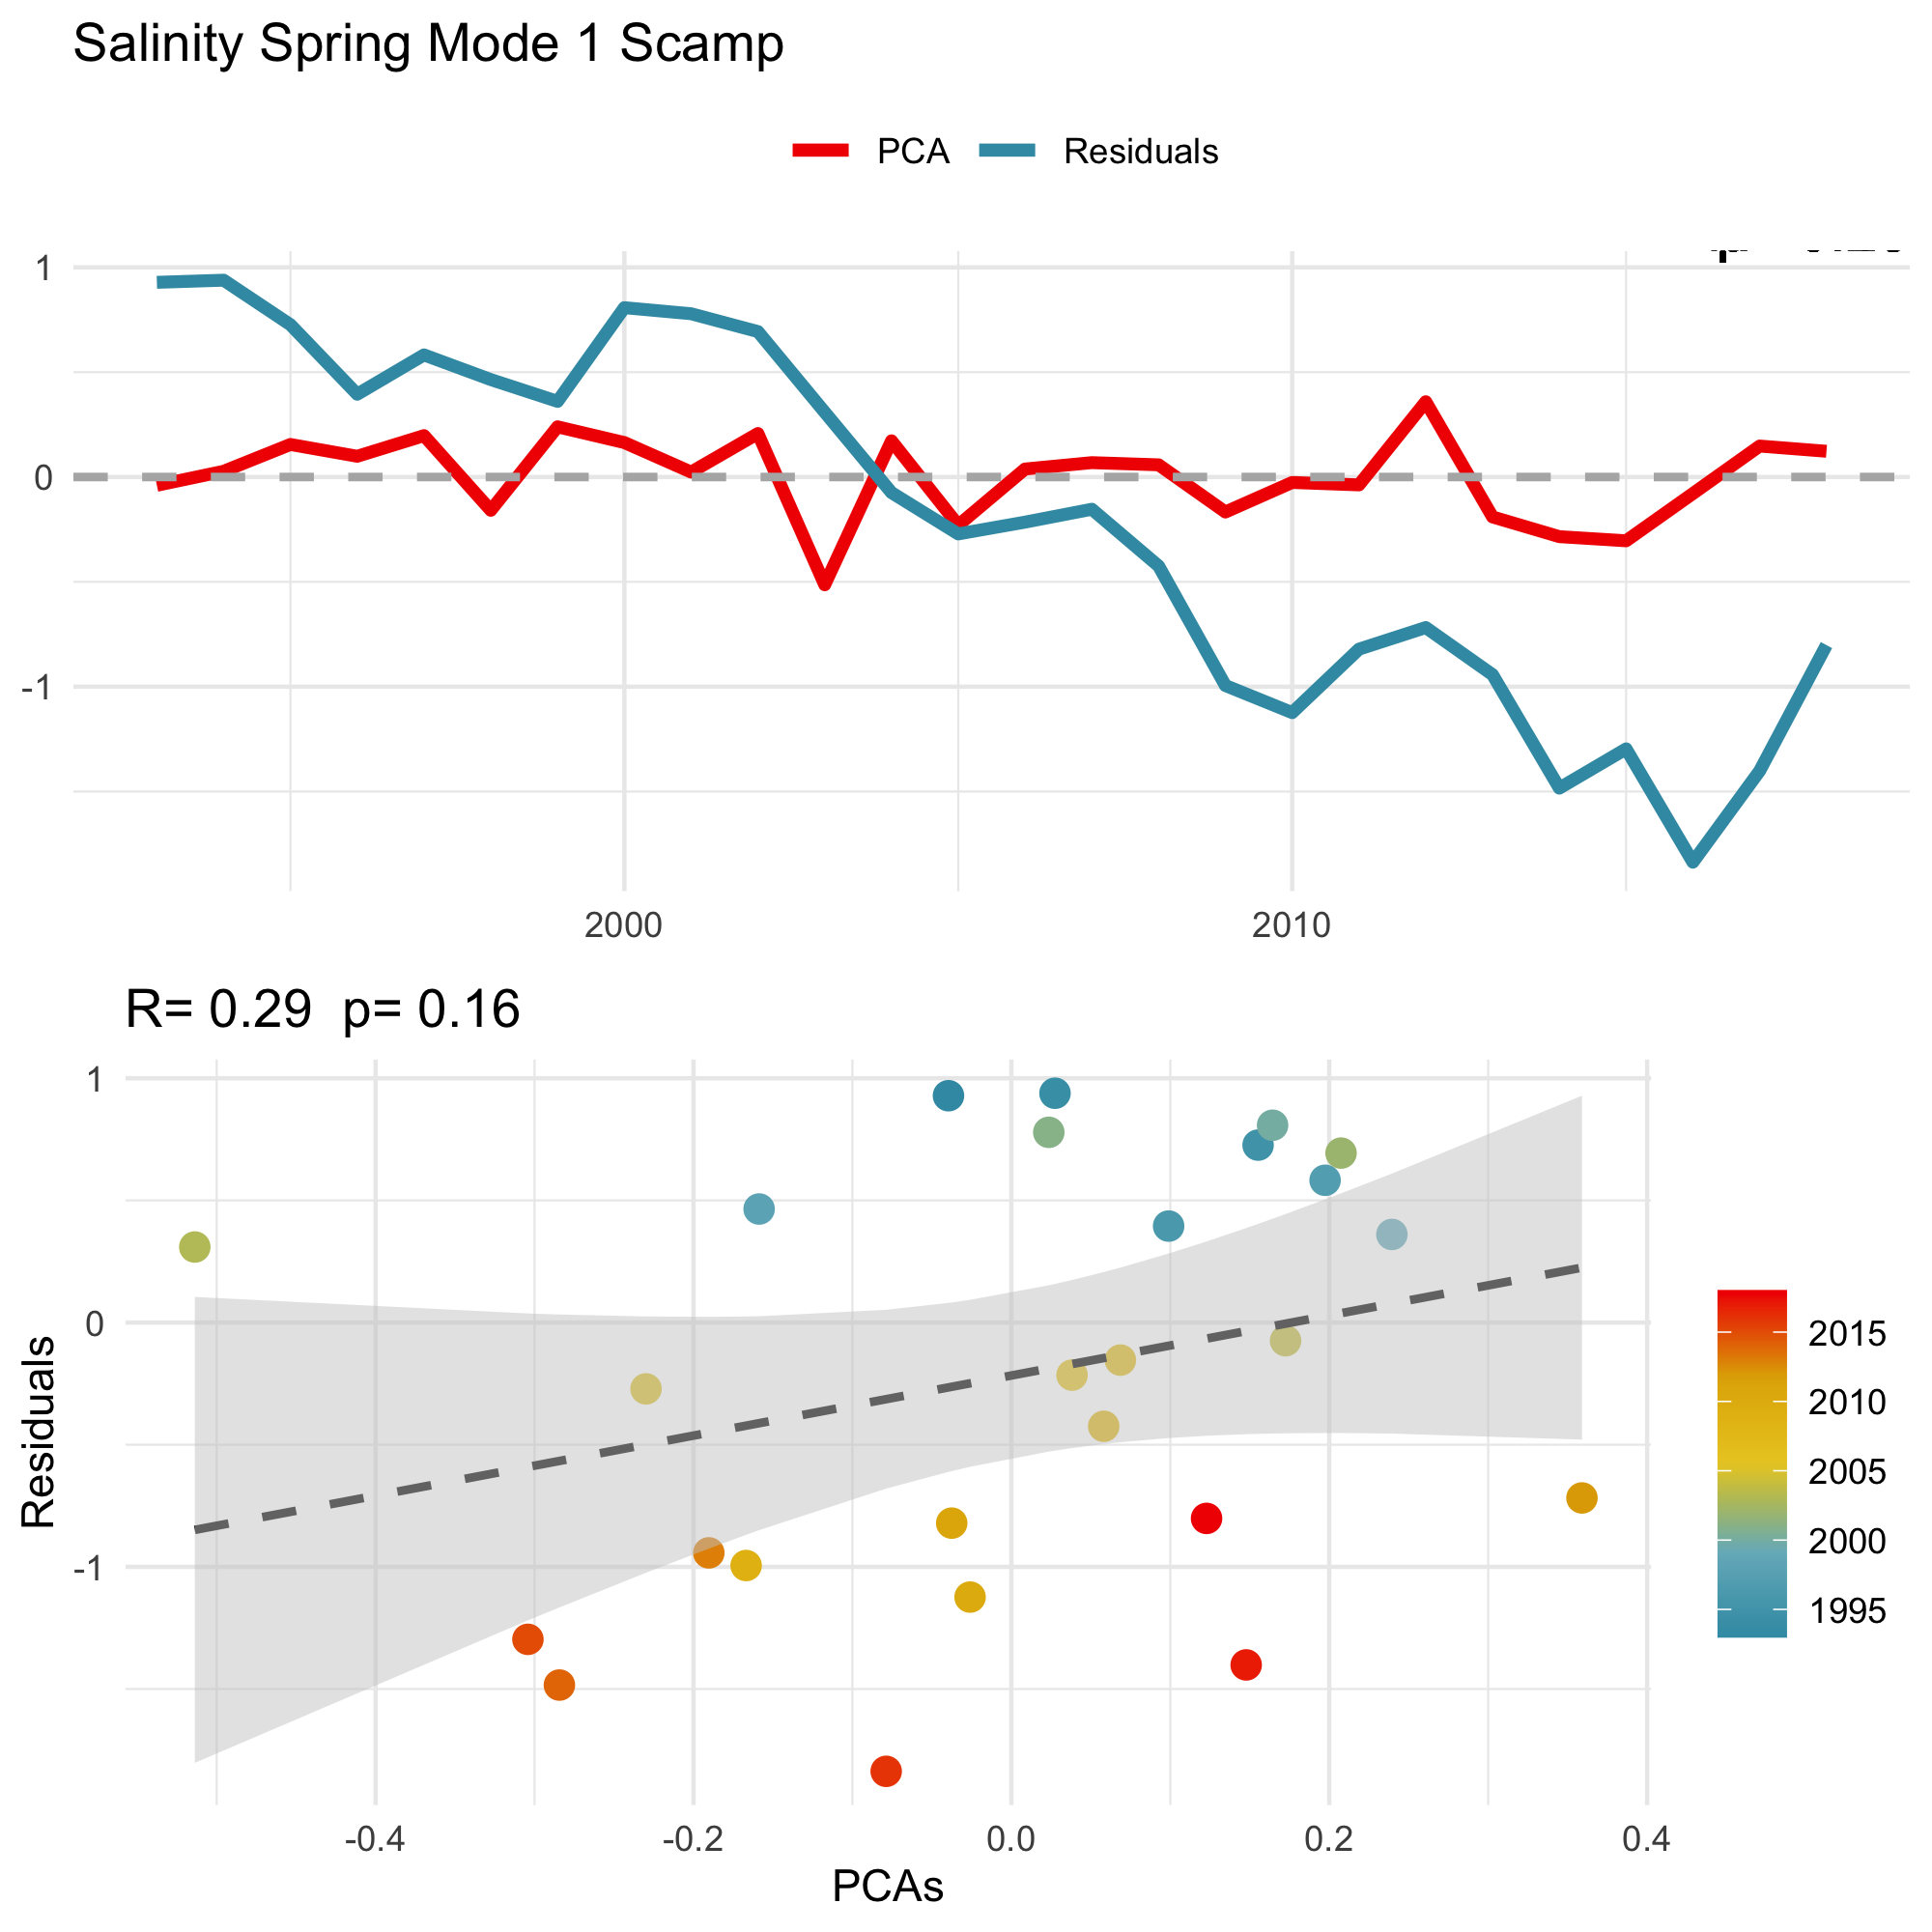 Salinity Spring Mode 1 Scamp
PCA Residuals
1
0
-1
2000 2010
R= 0.29 p= 0.16
1
0
-1
Residuals
-0.4 -0.2 0.0 0.2 0.4
PCAs
2015
2010
2005
2000
1995